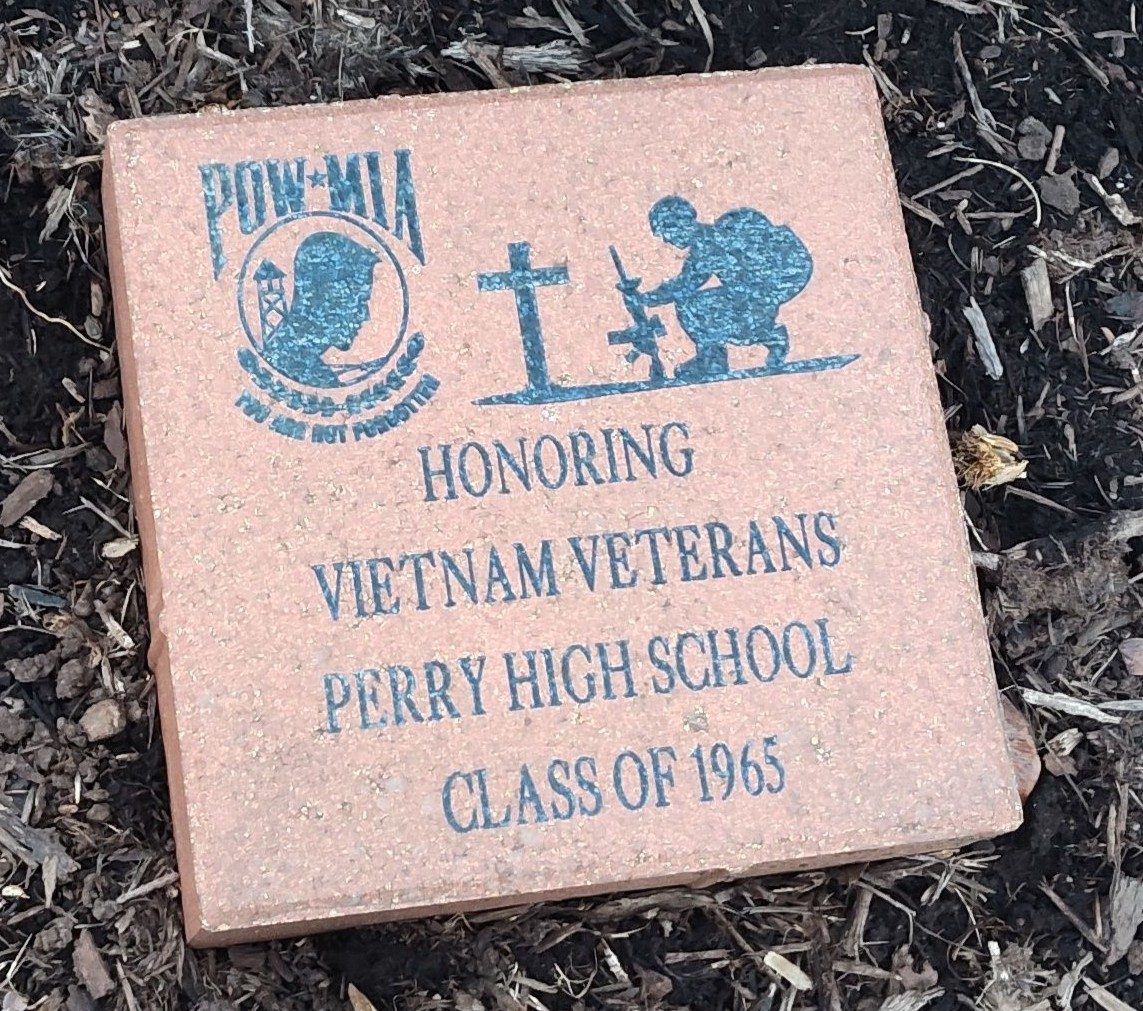 POW★MIA
YOU ARE NOT FORGOTTEN
HONORING
VIETNAM VETERANS
PERRY HIGH SCHOOL
CLASS OF 1965